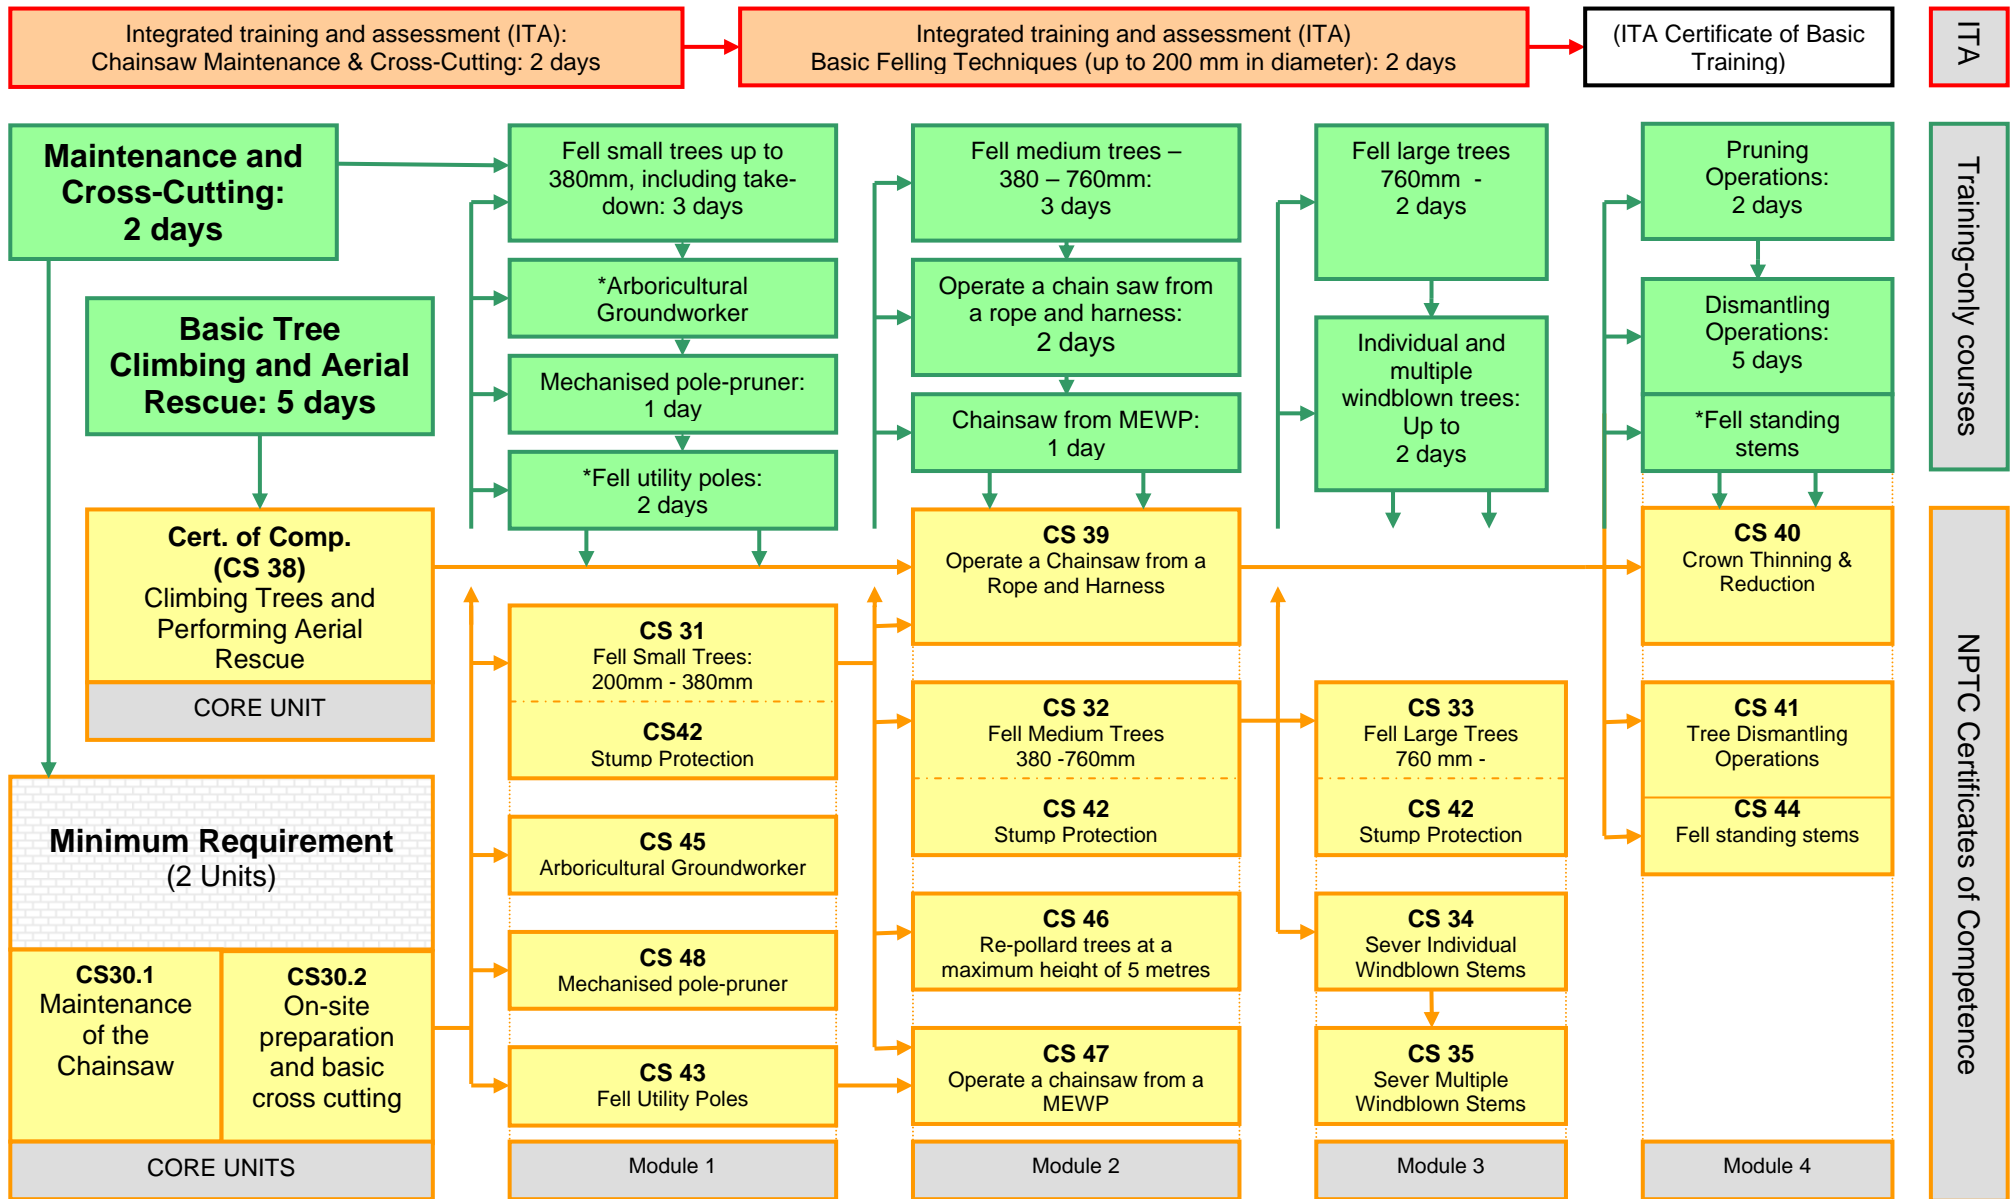 Integrated training and assessment (ITA):
Chainsaw Maintenance & Cross-Cutting: 2 days
Integrated training and assessment (ITA)
Basic Felling Techniques (up to 200 mm in diameter): 2 days
(ITA Certificate of Basic
Training)
ITA
Maintenance and
Cross-Cutting:
2 days
Basic Tree
Climbing and Aerial
Rescue: 5 days
Fell small trees up to
380mm, including take-
down: 3 days
*Arboricultural
Groundworker
Mechanised pole-pruner:
1 day
*Fell utility poles:
2 days
Fell medium trees –
380 – 760mm:
3 days
Operate a chain saw from
a rope and harness:
2 days
Chainsaw from MEWP:
1 day
Fell large trees
760mm -
2 days
Individual and
multiple
windblown trees:
Up to
2 days
Pruning
Operations:
2 days
Dismantling
Operations:
5 days
*Fell standing
stems
Training-only courses
Cert. of Comp.
(CS 38)
Climbing Trees and
Performing Aerial
Rescue
CORE UNIT
Minimum Requirement
(2 Units)
CS30.1
Maintenance
of the
Chainsaw
CS30.2
On-site
preparation
and basic
cross cutting
CORE UNITS
CS 31
Fell Small Trees:
200mm - 380mm
CS42
Stump Protection
CS 45
Arboricultural Groundworker
CS 48
Mechanised pole-pruner
CS 43
Fell Utility Poles
Module 1
CS 39
Operate a Chainsaw from a
Rope and Harness
CS 32
Fell Medium Trees
380 -760mm
CS 42
Stump Protection
CS 46
Re-pollard trees at a
maximum height of 5 metres
CS 47
Operate a chainsaw from a
MEWP
Module 2
CS 33
Fell Large Trees
760 mm -
CS 42
Stump Protection
CS 34
Sever Individual
Windblown Stems
CS 35
Sever Multiple
Windblown Stems
Module 3
CS 40
Crown Thinning &
Reduction
CS 41
Tree Dismantling
Operations
CS 44
Fell standing stems
Module 4
NPTC Certificates of Competence